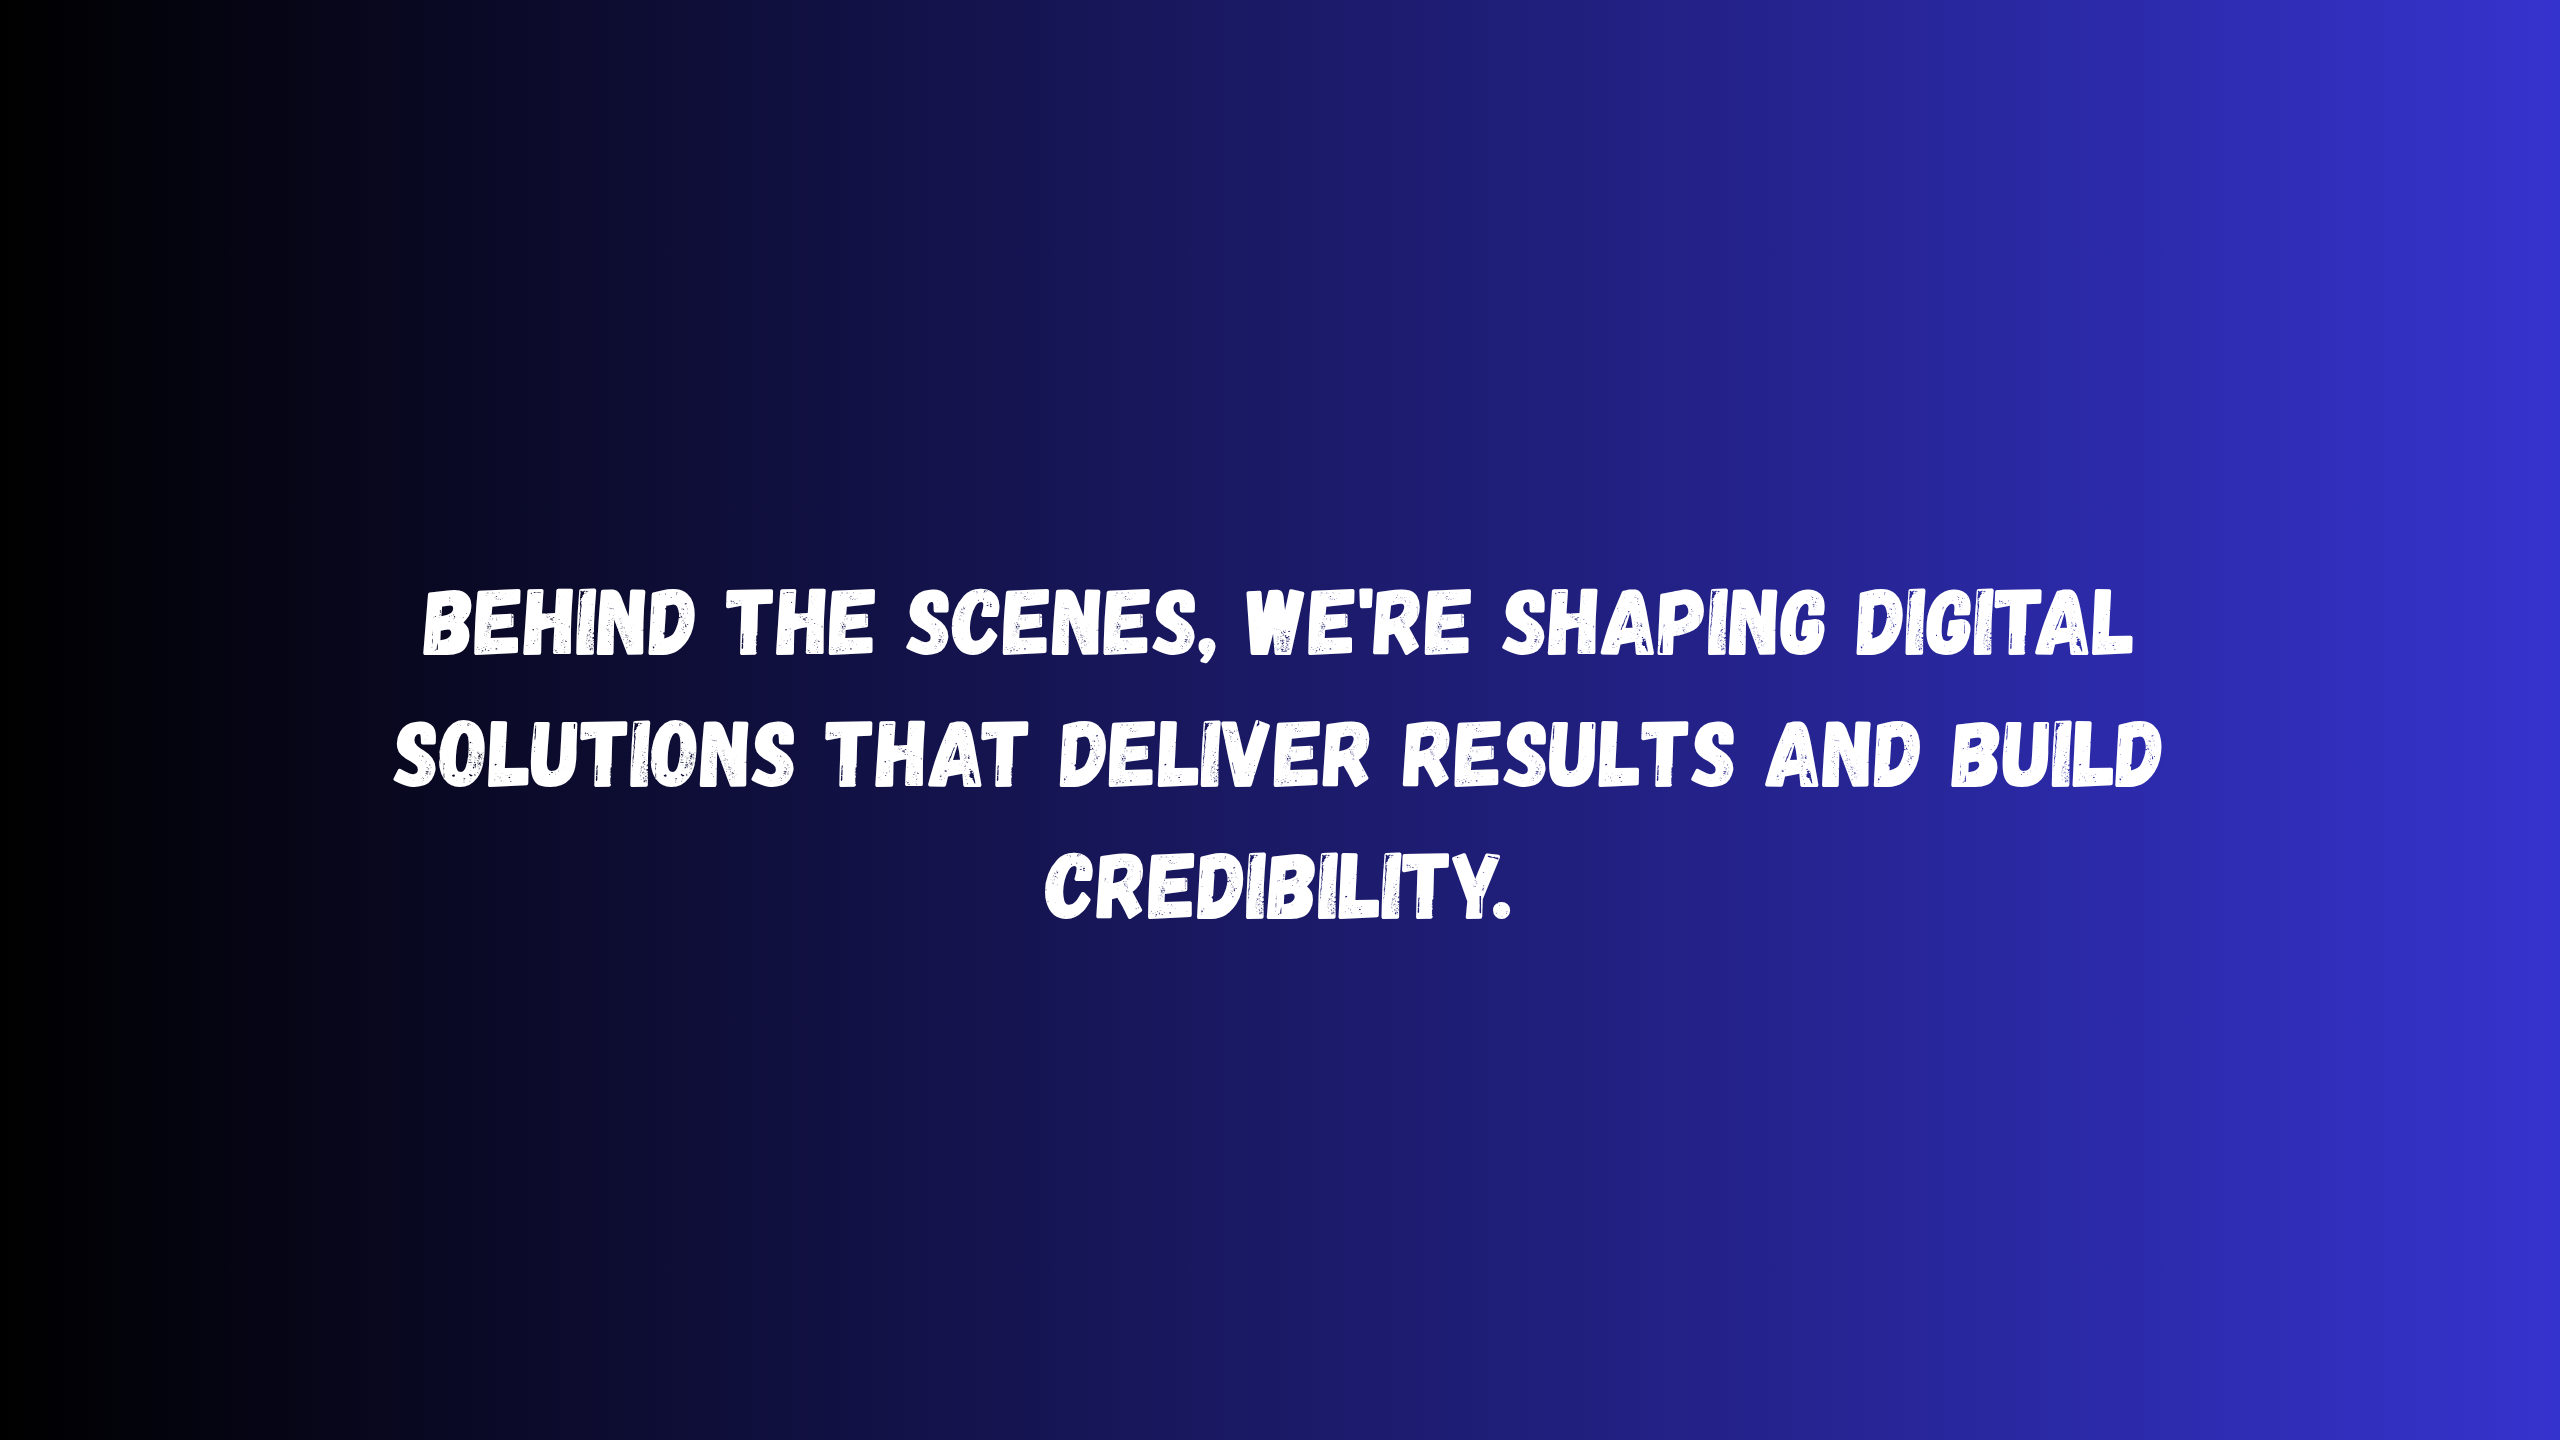 BEHIND THE SCENES, WE'RE SHAPING DIGITAL
SOLUTIONS THAT DELIVER RESULTS AND BUILD
CREDIBILITY.